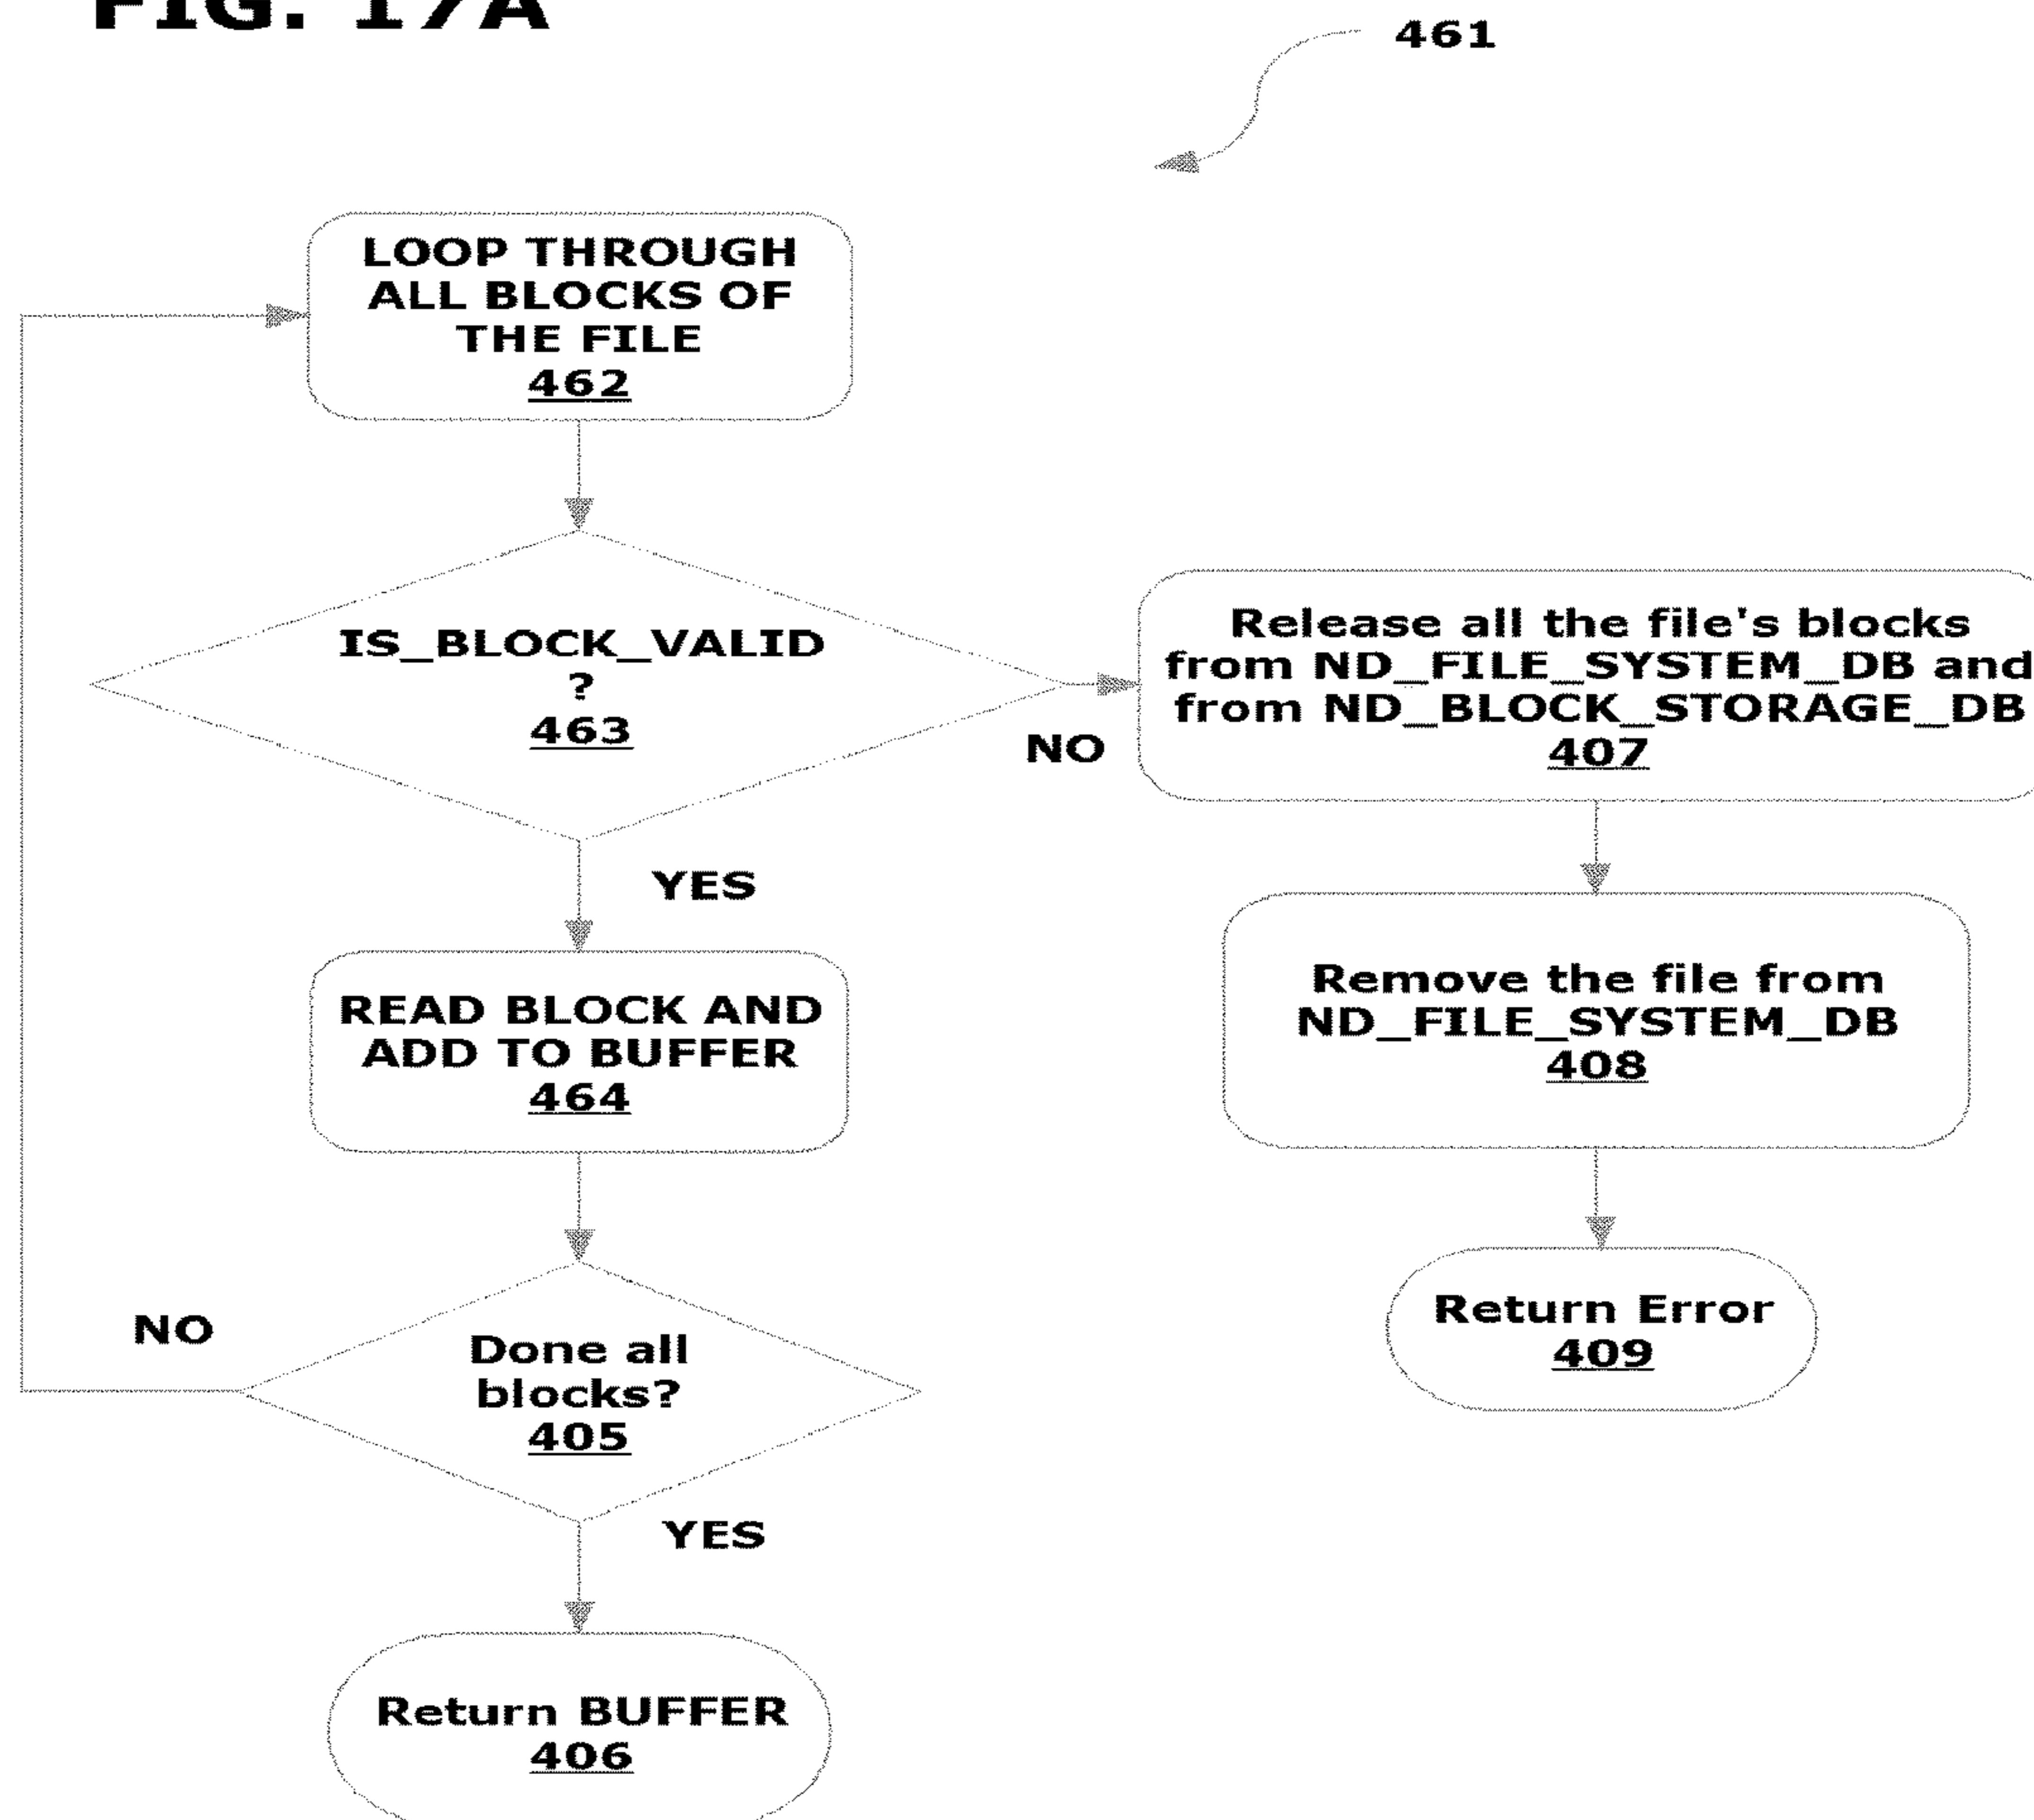 FIG. 17A
461
LOOP THROUGH
ALL BLOCKS OF
THE FILE
462
IS_BLOCK_VALID
?
463
NO
Release all the file's blocks
from ND_FILE_SYSTEM_DB and
from ND_BLOCK_STORAGE_DB
407
YES
READ BLOCK AND
ADD TO BUFFER
464
Remove the file from
ND_FILE_SYSTEM_DB
408
NO
Done all
blocks?
405
Return Error
409
YES
Return BUFFER
406